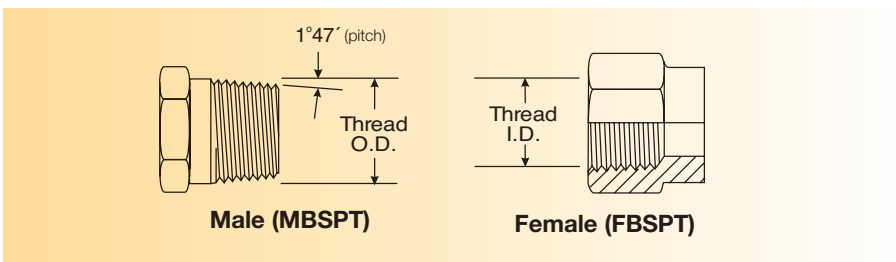 1°47´ (pitch)
Thread
O.D.
Thread
I.D.
Male (MBSPT)
Female (FBSPT)